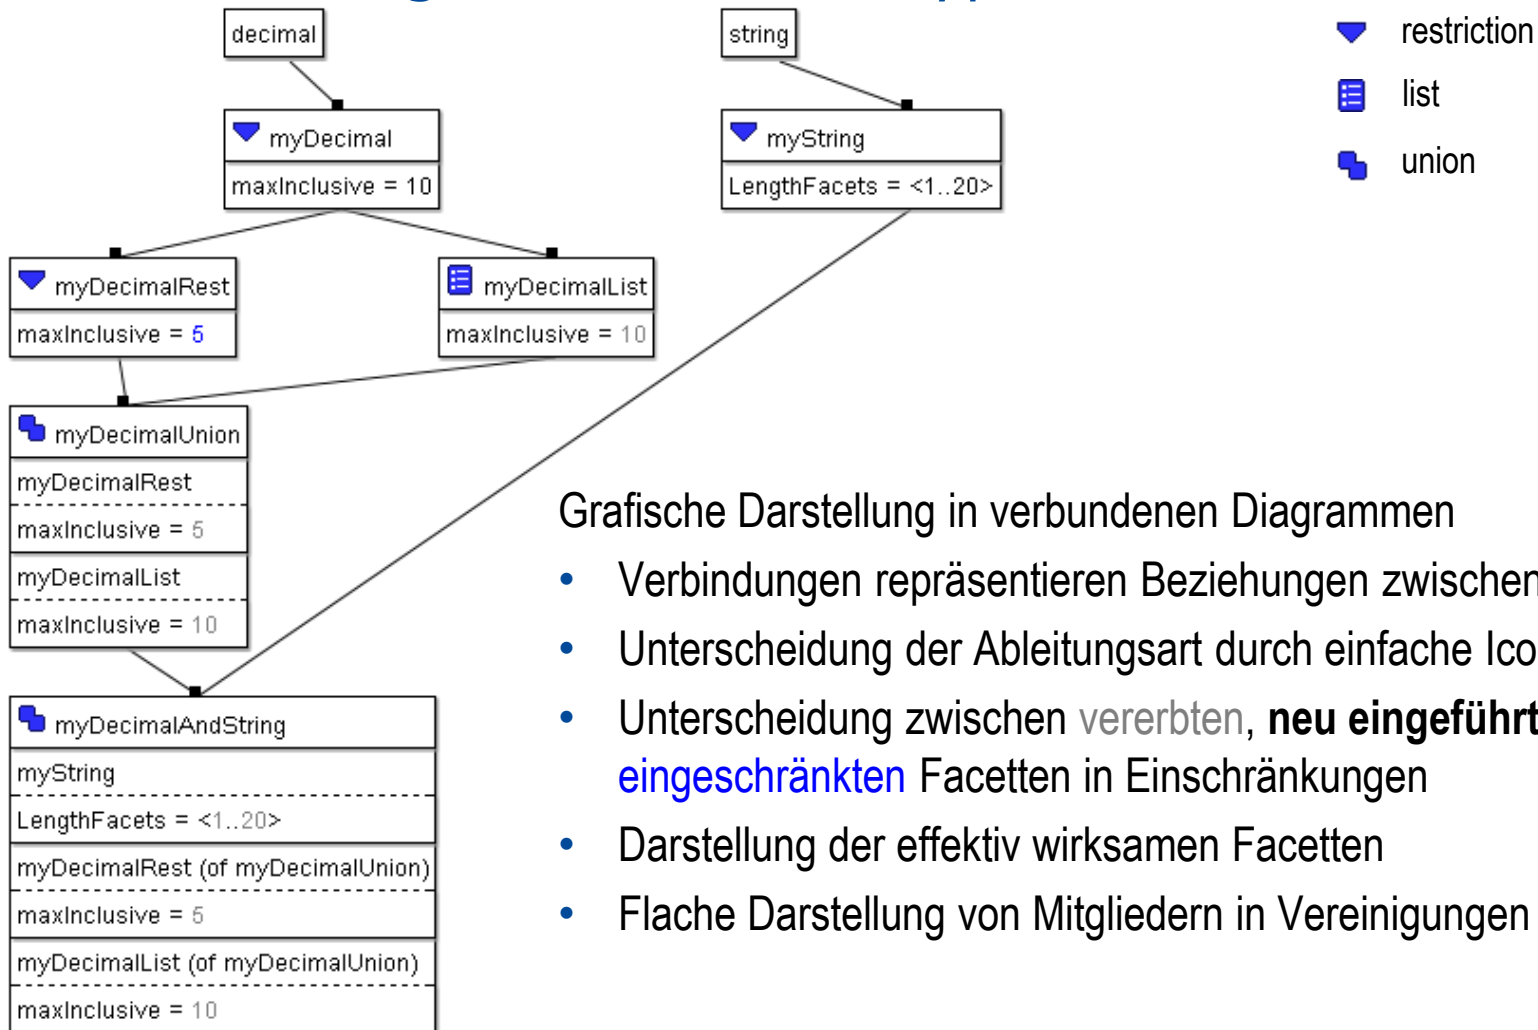 decimal
string
restriction
list
union
myDecimal
maxInclusive = 10
myString
LengthFacets = <1..20>
myDecimalRest
maxInclusive = 5
myDecimalList
maxInclusive = 10
myDecimalUnion
myDecimalRest
maxInclusive = 5
myDecimalList
maxInclusive = 10
myDecimalAndString
myString
LengthFacets = <1..20>
myDecimalRest (of myDecimalUnion)
maxInclusive = 5
myDecimalList (of myDecimalUnion)
maxInclusive = 10
Grafische Darstellung in verbundenen Diagrammen
• Verbindungen repräsentieren Beziehungen zwischen
• Unterscheidung der Ableitungsart durch einfache Ico
• Unterscheidung zwischen vererbten, neu eingeführt
eingeschränkten Facetten in Einschränkungen
• Darstellung der effektiv wirksamen Facetten
• Flache Darstellung von Mitgliedern in Vereinigungen